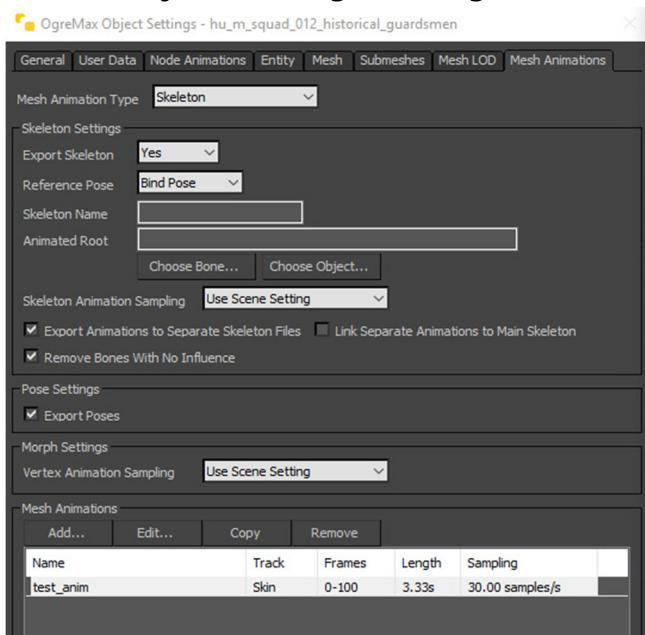 OgreMax Object Settings - hu_m_squad_012_historical_guardsmen
General User Data Node Animations Entity Mesh Submeshes Mesh LOD Mesh Animations
Mesh Animation Type Skeleton
Skeleton Settings
Export Skeleton Yes
Reference Pose Bind Pose
Skeleton Name
Animated Root
Choose Bone... Choose Object...
Skeleton Animation Sampling Use Scene Setting
Export Animations to Separate Skeleton Files Link Separate Animations to Main Skeleton
Remove Bones With No Influence
Pose Settings
Export Poses
Morph Settings
Vertex Animation Sampling Use Scene Setting
Mesh Animations
Add... Edit... Copy Remove
Name Track Frames Length Sampling
test_anim Skin 0-100 3.33s 30.00 samples/s